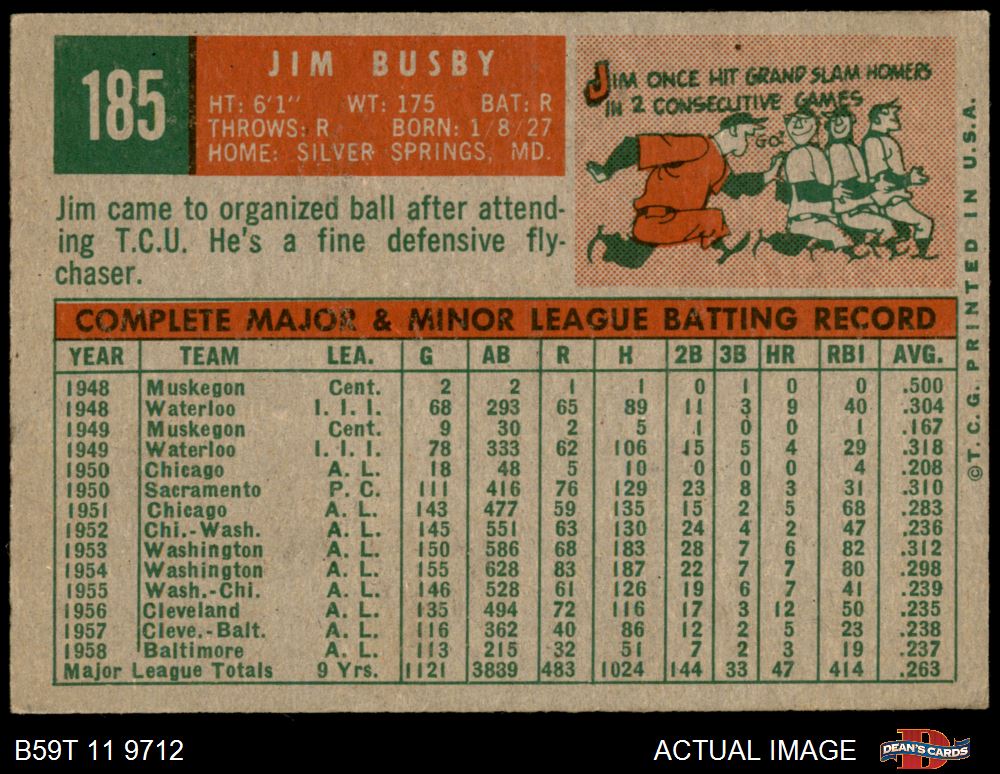 185
JIM BUSBY
HT: 6'1" WT: 175 BAT: R
THROWS: R BORN: 1/8/27
HOME: SILVER SPRINGS, MD.
JIM ONCE HIT GRAND SLAM HOMERS
IN 2 CONSECUTIVE GAMES
GO!
Jim came to organized ball after attend-
ing T.C.U. He's a fine defensive fly-
chaser.
COMPLETE MAJOR & MINOR LEAGUE BATTING RECORD
YEAR TEAM LEA. G AB R H 2B 3B HR RBI AVG.
1948 Muskegon Cent. 2 2 1 1 0 1 0 0 .500
1948 Waterloo I. I. I. 68 293 65 89 11 3 9 40 .304
1949 Muskegon Cent. 9 30 2 5 1 0 0 1 .167
1949 Waterloo I. I. I. 78 333 62 106 15 5 4 29 .318
1950 Chicago A. L. 18 48 5 10 0 0 0 4 .208
1950 Sacramento P. C. 111 416 76 129 23 8 3 31 .310
1951 Chicago A. L. 143 477 59 135 15 2 5 68 .283
1952 Chi.-Wash. A. L. 145 551 63 130 24 4 2 47 .236
1953 Washington A. L. 150 586 68 183 28 7 6 82 .312
1954 Washington A. L. 155 628 83 187 22 7 7 80 .298
1955 Wash.-Chi. A. L. 146 528 61 126 19 6 7 41 .239
1956 Cleveland A. L. 135 494 72 116 17 3 12 50 .235
1957 Cleve.-Balt. A. L. 116 362 40 86 12 2 5 23 .238
1958 Baltimore A. L. 113 215 32 51 7 2 3 19 .237
Major League Totals 9 Yrs. 1121 3889 483 1024 144 33 47 414 .263
©T. C. G. PRINTED IN U.S.A.
B59T 11 9712
ACTUAL IMAGE
DEAN'S CARDS